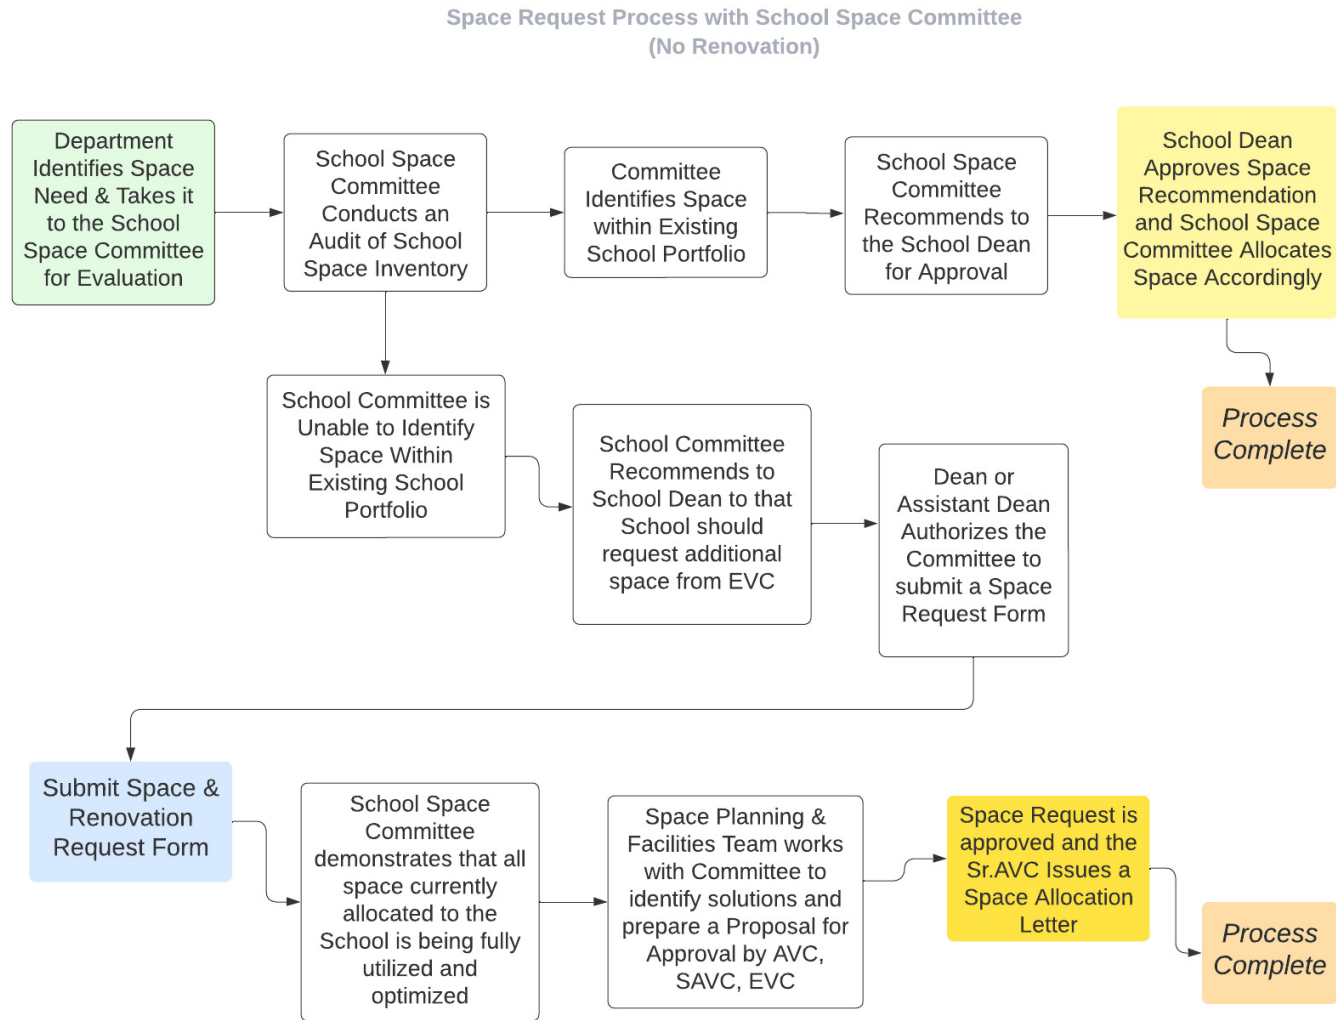 Space Request Process with School Space Committee
(No Renovation)
Department
Identifies Space
Need & Takes it
to the School
Space Committee
for Evaluation
School Space
Committee
Conducts an
Audit of School
Space Inventory
Committee
Identifies Space
within Existing
School Portfolio
School Space
Committee
Recommends to
the School Dean
for Approval
School Dean
Approves Space
Recommendation
and School Space
Committee Allocates
Space Accordingly
Process
Complete
School Committee is
Unable to Identify
Space Within
Existing School
Portfolio
School Committee
Recommends to
School Dean to that
School should
request additional
space from EVC
Dean or
Assistant Dean
Authorizes the
Committee to
submit a Space
Request Form
Submit Space &
Renovation
Request Form
School Space
Committee
demonstrates that all
space currently
allocated to the
School is being fully
utilized and
optimized
Space Planning &
Facilities Team works
with Committee to
identify solutions and
prepare a Proposal for
Approval by AVC,
SAVC, EVC
Space Request is
approved and the
Sr.AVC Issues a
Space Allocation
Letter
Process
Complete